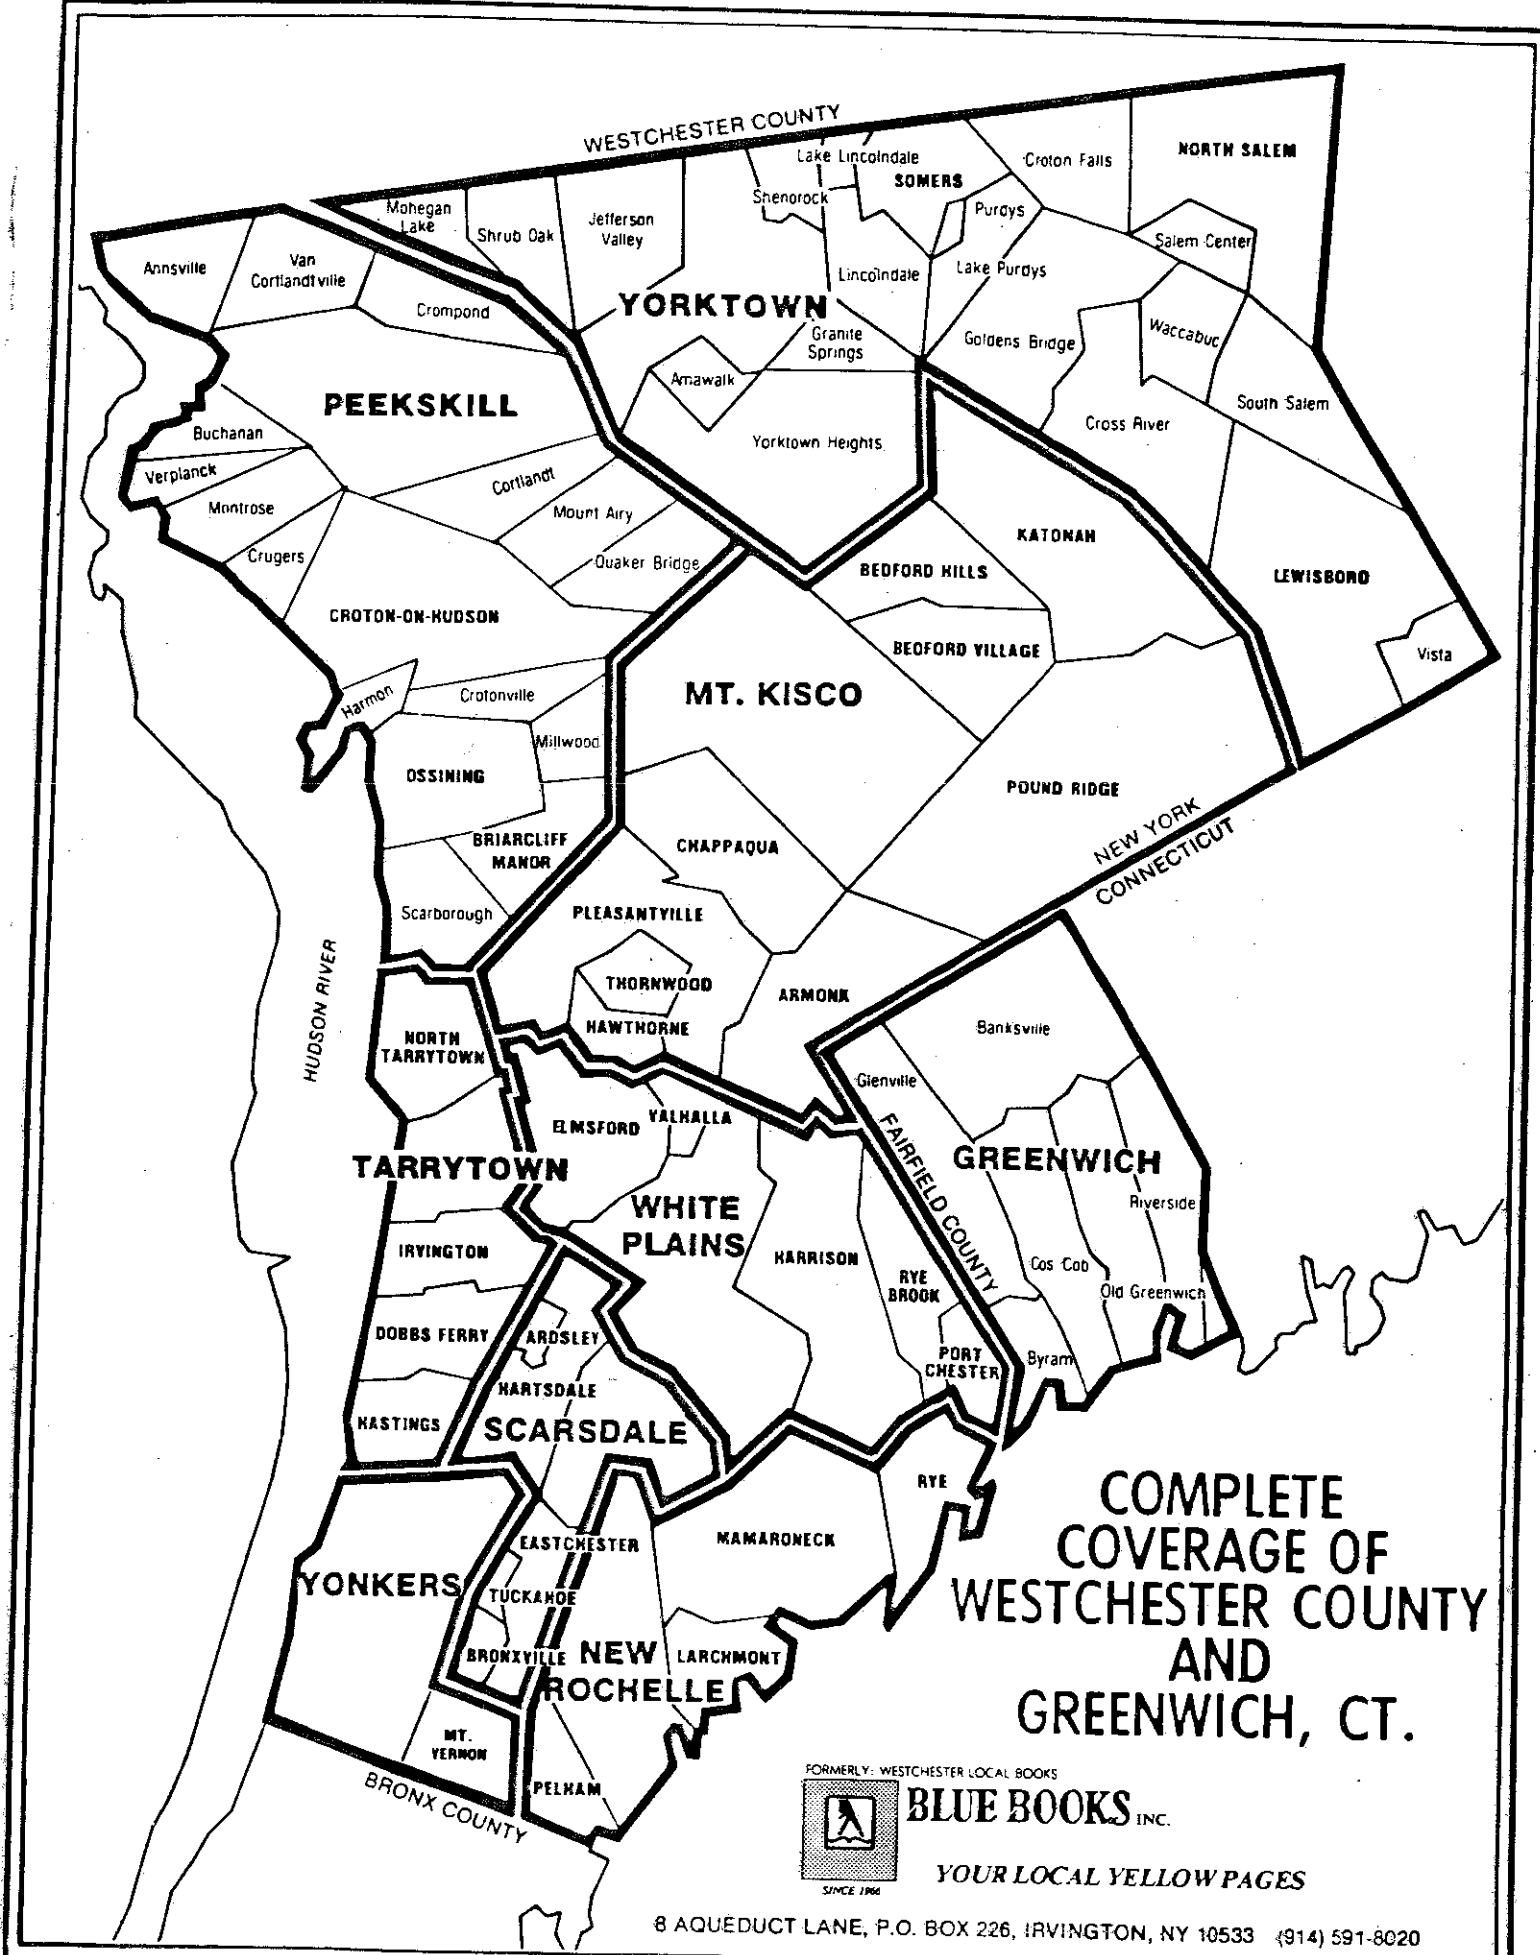 WESTCHESTER COUNTY
Lake Lincolndale
Croton Falls
NORTH SALEM
SOMERS
Shenorock
Mohegan
Lake
Shrub Oak
Jefferson
Valley
Purdys
Salem Center
Annsville
Van
Cortlandtville
Crompond
Lincolndale
Lake Purdys
YORKTOWN
Granite
Springs
Goldens Bridge
Waccabuc
Amawalk
PEEKSKILL
South Salem
Cross River
Buchanan
Yorktown Heights
Verplanck
Cortlandt
Montrose
Mount Airy
KATONAH
Crugers
Quaker Bridge
BEDFORD HILLS
LEWISBORO
CROTON-ON-HUDSON
BEDFORD VILLAGE
Vista
Harmon
Crotonville
MT. KISCO
Millwood
OSSINING
POUND RIDGE
NEW YORK
CONNECTICUT
BRIARCLIFF
MANOR
CHAPPAQUA
Scarborough
PLEASANTVILLE
HUDSON RIVER
THORNWOOD
ARMONK
HAWTHORNE
Banksville
NORTH
TARRYTOWN
Glenville
ELMSFORD
VALHALLA
FAIRFIELD COUNTY
GREENWICH
TARRYTOWN
WHITE
PLAINS
Riverside
IRVINGTON
HARRISON
RYE
BROOK
Cos Cob
Old Greenwich
DOBBS FERRY
ARDSLEY
PORT
CHESTER
Byram
HARTSDALE
HASTINGS
SCARSDALE
RYE
EASTCHESTER
MAMARONECK
YONKERS
TUCKAHOE
BRONXVILLE
NEW
ROCHELLE
LARCHMONT
MT.
VERNON
PELHAM
BRONX COUNTY
COMPLETE
COVERAGE OF
WESTCHESTER COUNTY
AND
GREENWICH, CT.
FORMERLY: WESTCHESTER LOCAL BOOKS
BLUE BOOKS INC.
SINCE 1966
YOUR LOCAL YELLOW PAGES
8 AQUEDUCT LANE, P.O. BOX 226, IRVINGTON, NY 10533 (914) 591-8020